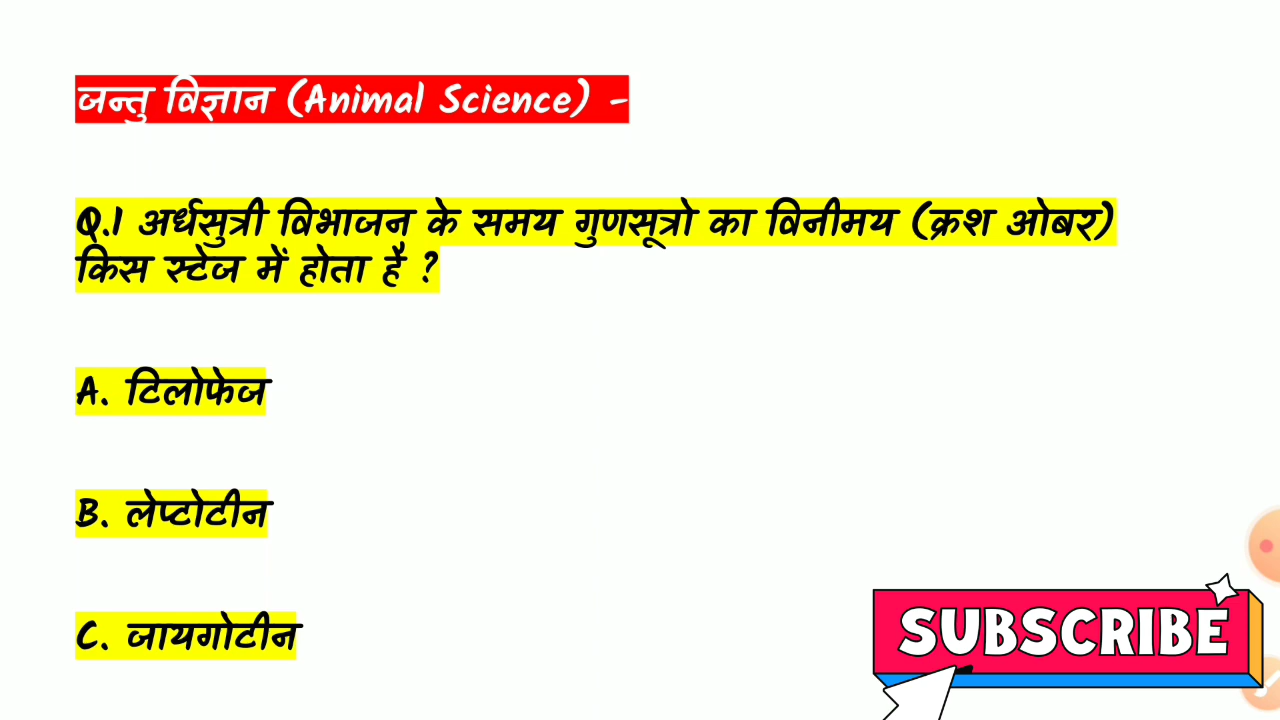 जन्तु विज्ञान (Animal Science) -
Q.1 अर्धसुत्री विभाजन के समय गुणसूत्रो का विनीमय (क्रश ओबर)
किस स्टेज में होता है ?
A. टिलोफेज
B. लेप्टोटीन
C. जायगोटीन
SUBSCRIBE